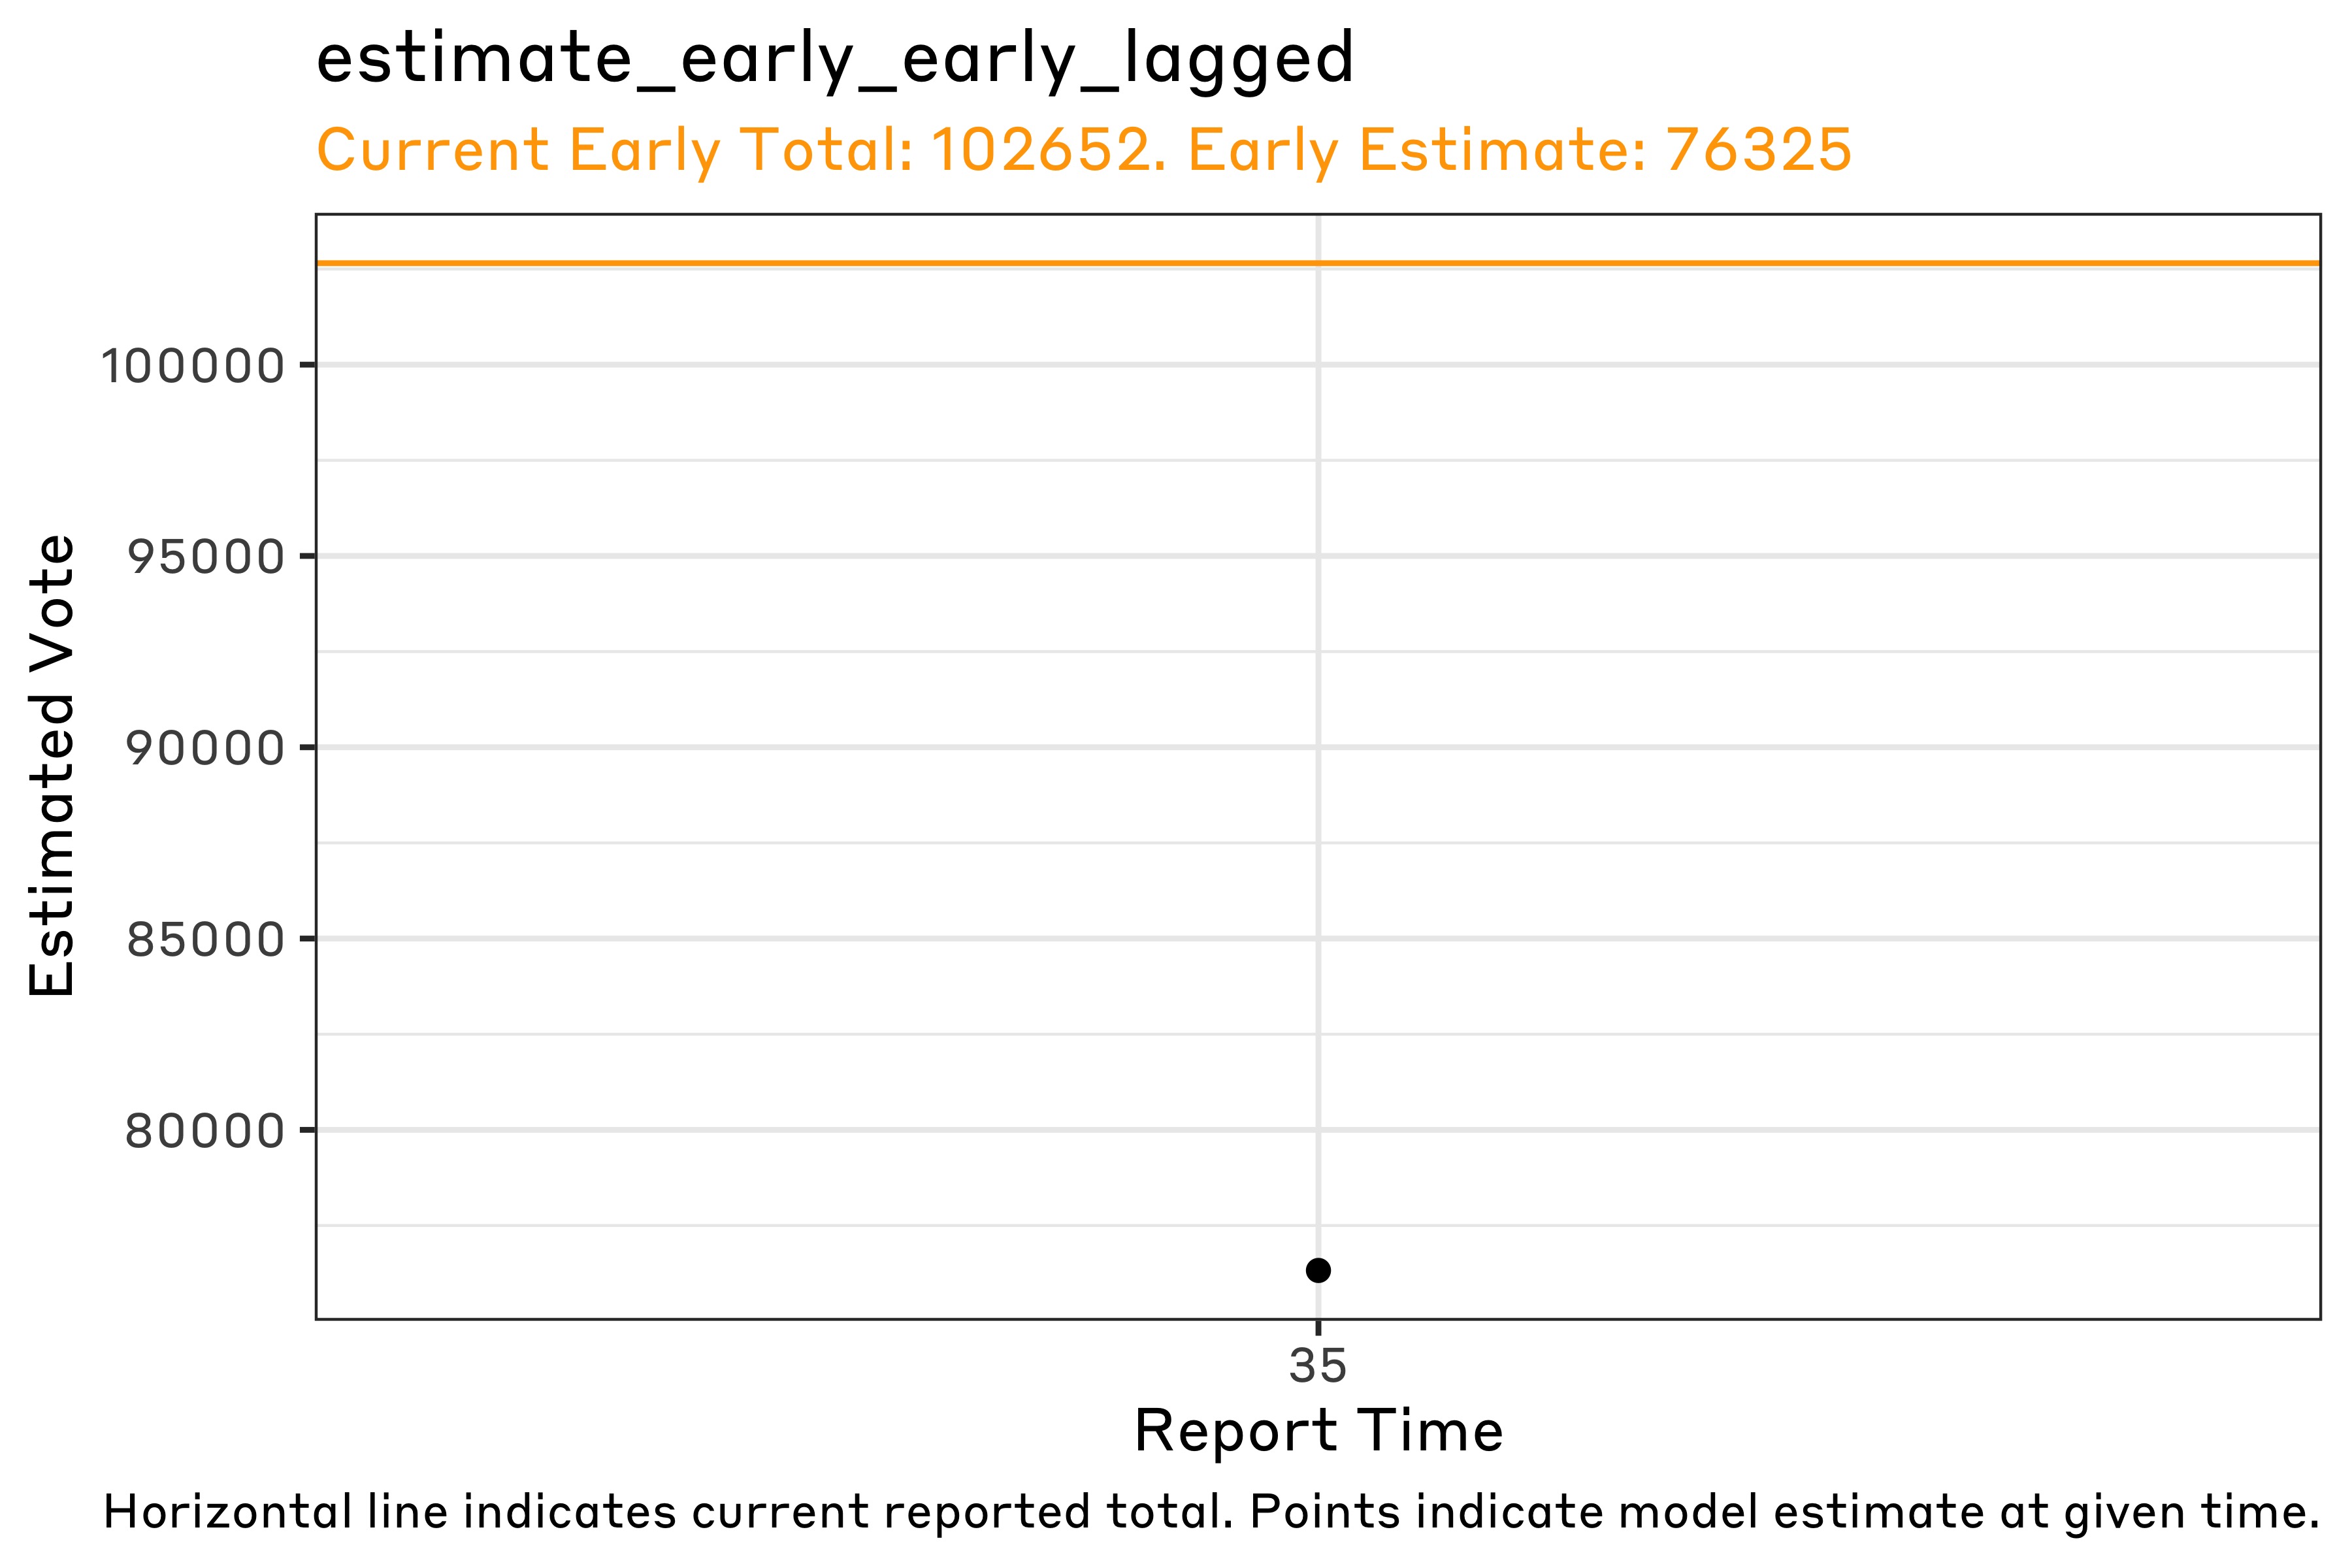 estimate_early_early_lagged
Current Early Total: 102652. Early Estimate: 76325
Estimated Vote
100000
95000
90000
85000
80000
35
Report Time
Horizontal line indicates current reported total. Points indicate model estimate at given time.